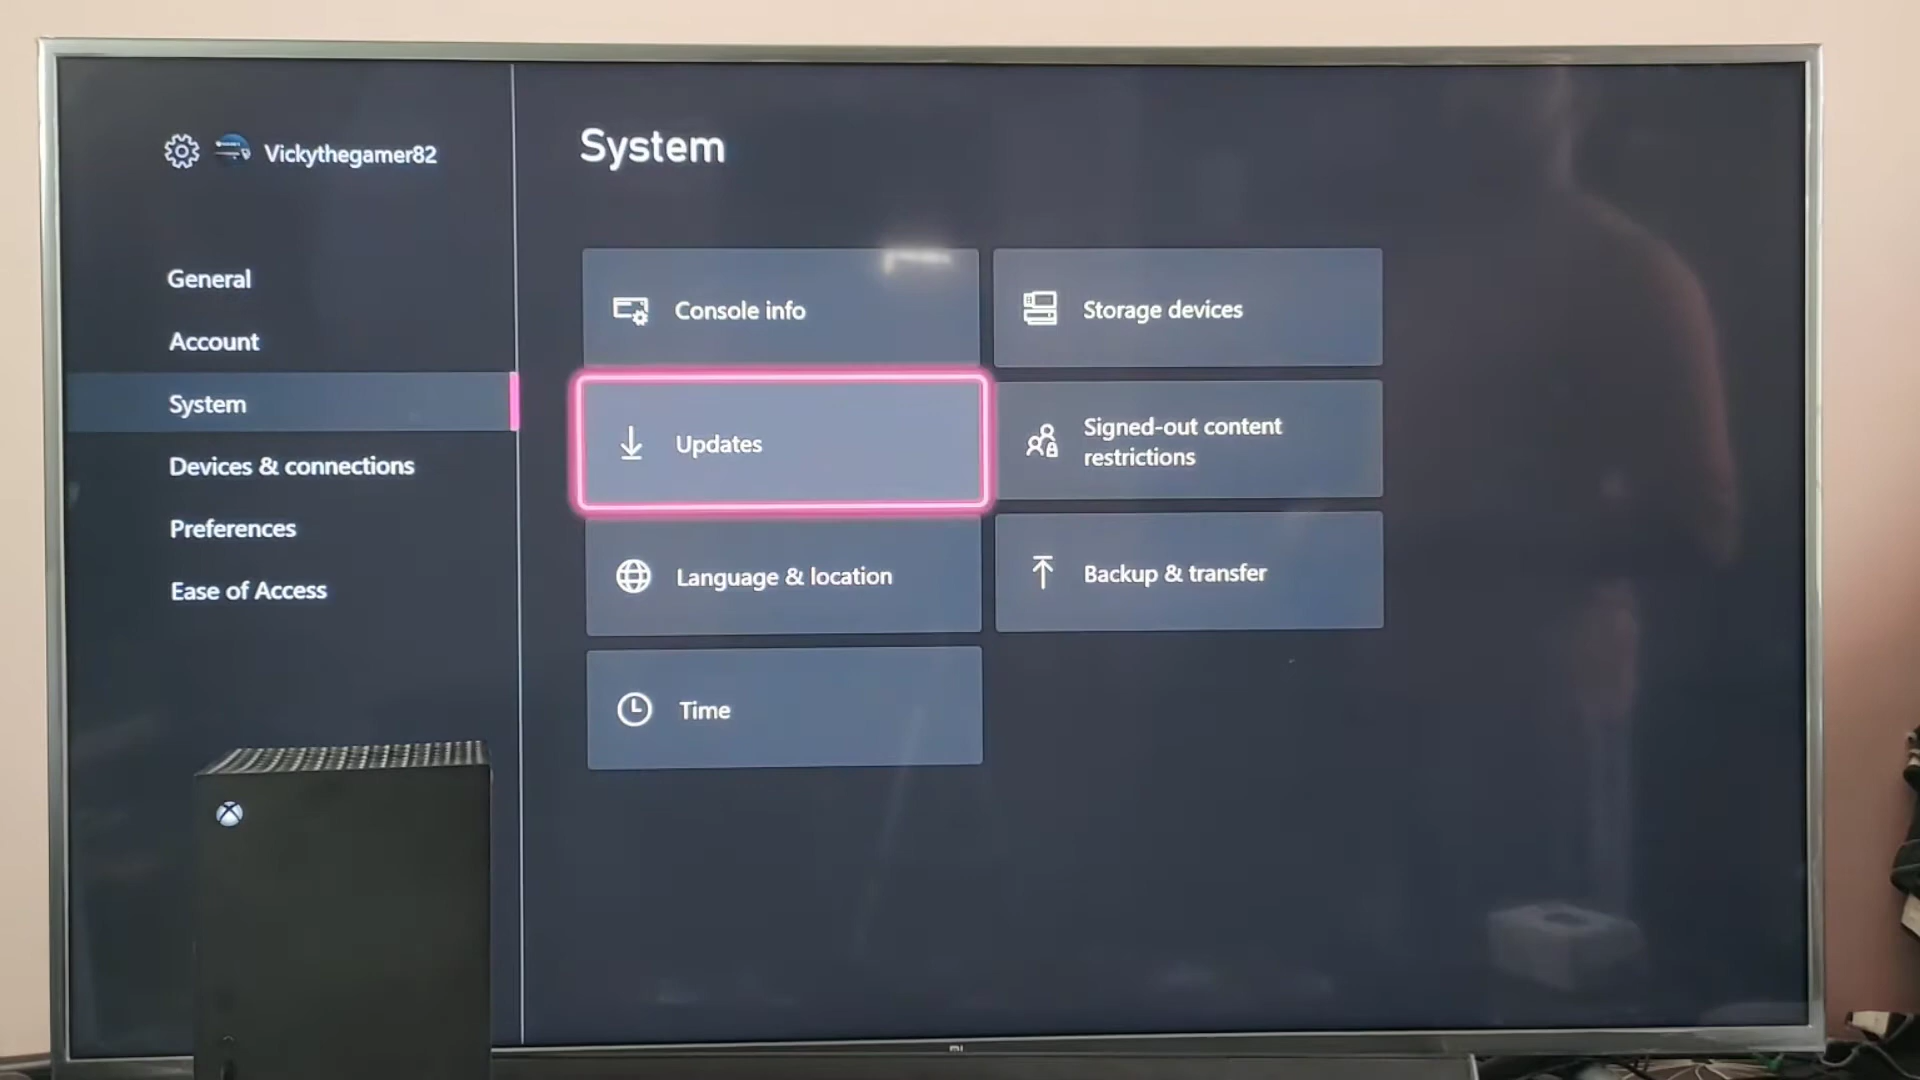 Vickythegamer82
General
Account
System
Devices & connections
Preferences
Ease of Access
System
Console info
Storage devices
Updates
Signed-out content
restrictions
Language & location
Backup & transfer
Time
mi